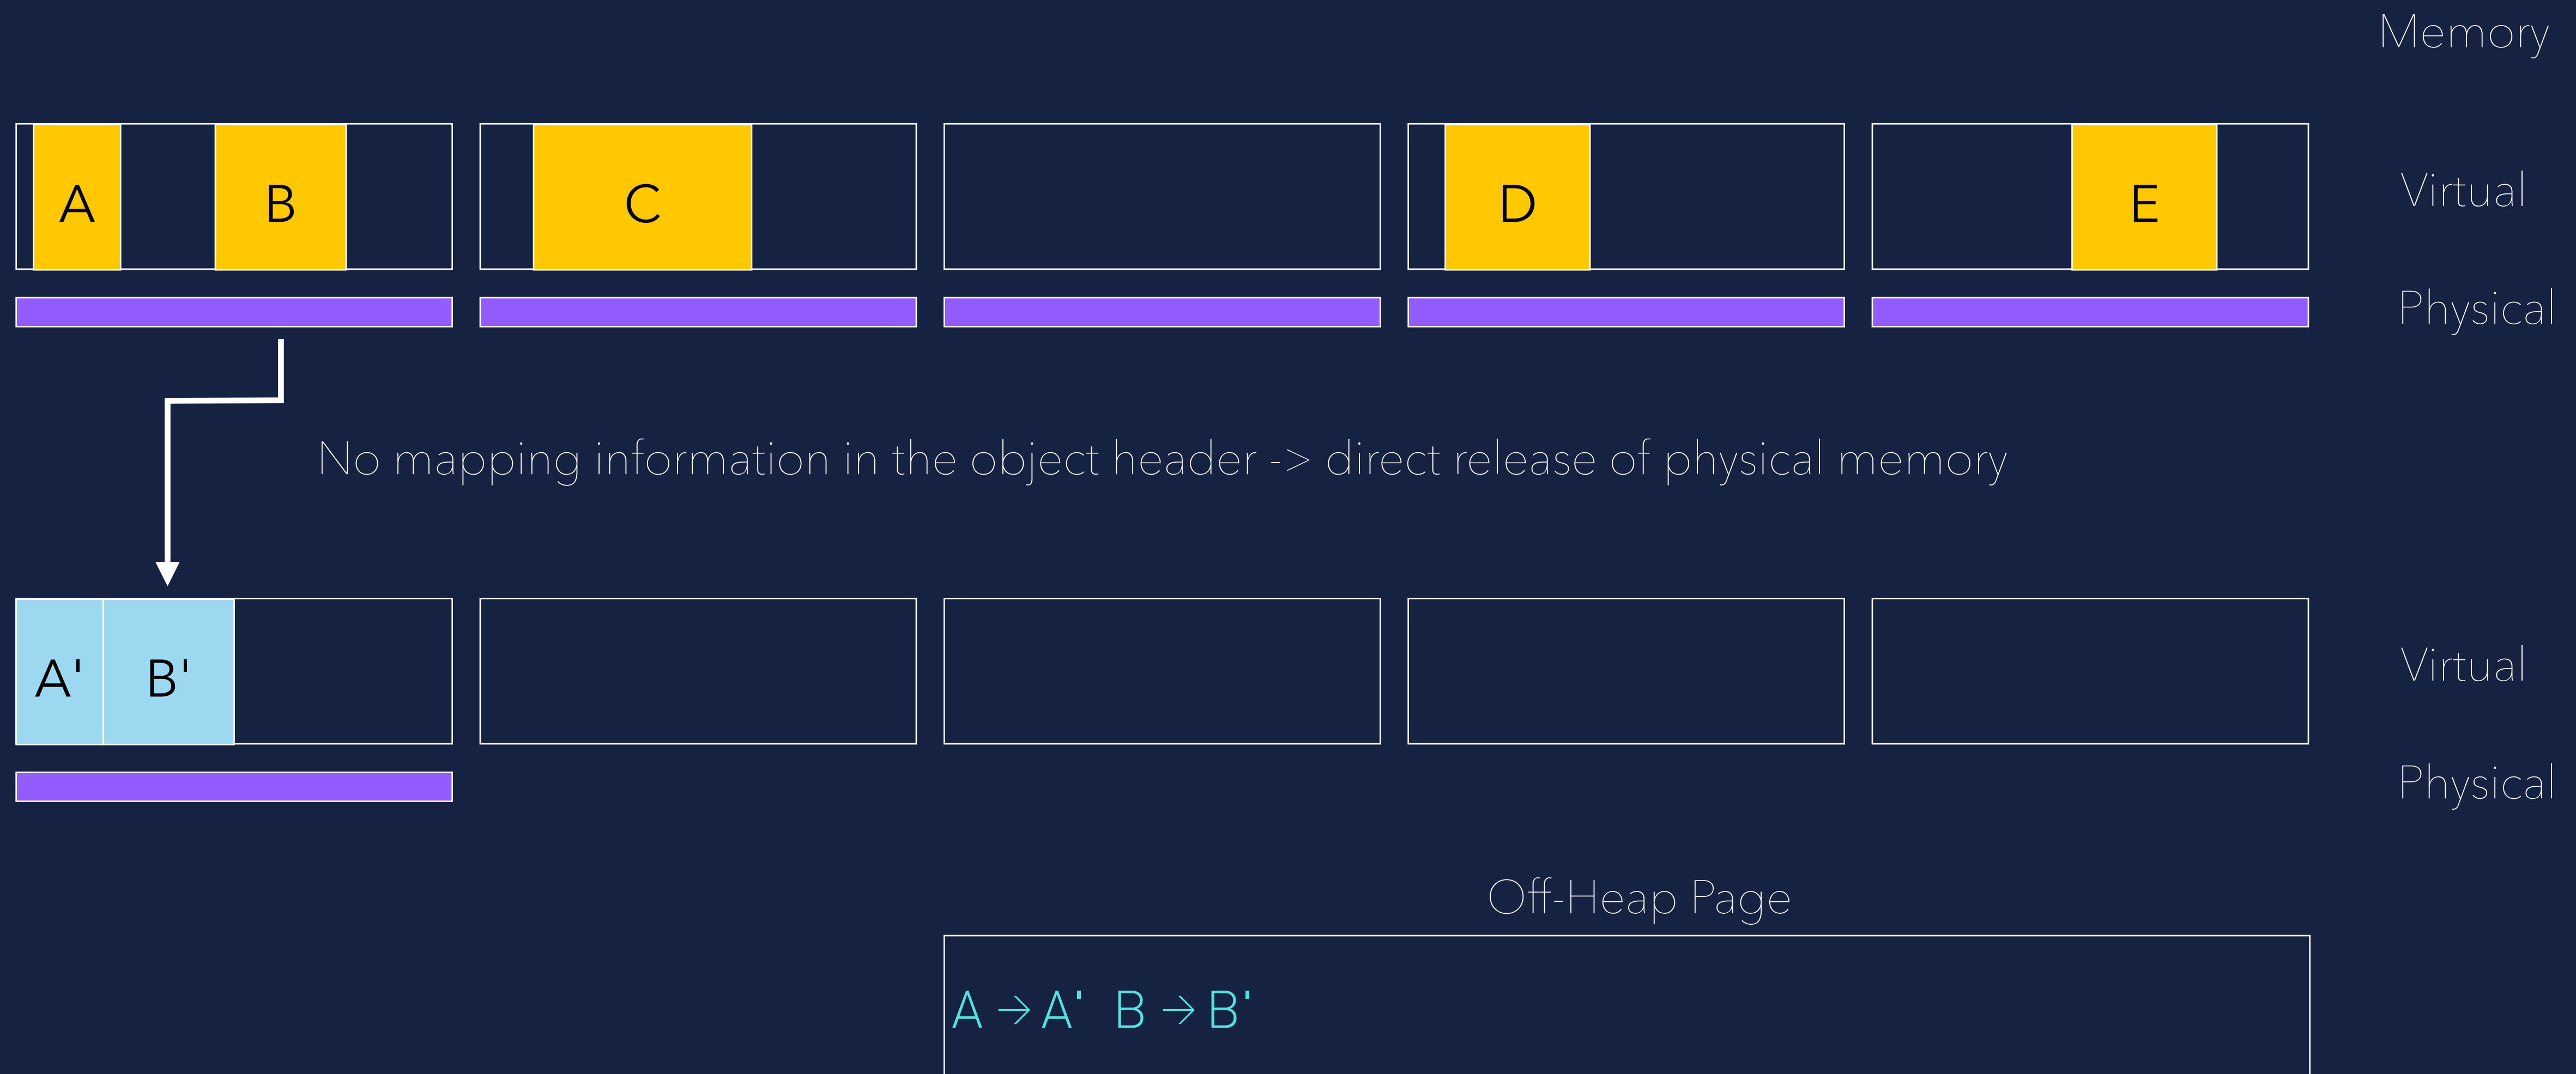 Memory
A B C D E Virtual
Physical
No mapping information in the object header -> direct release of physical memory
A' B' Virtual
Physical
Off-Heap Page
A → A' B → B'